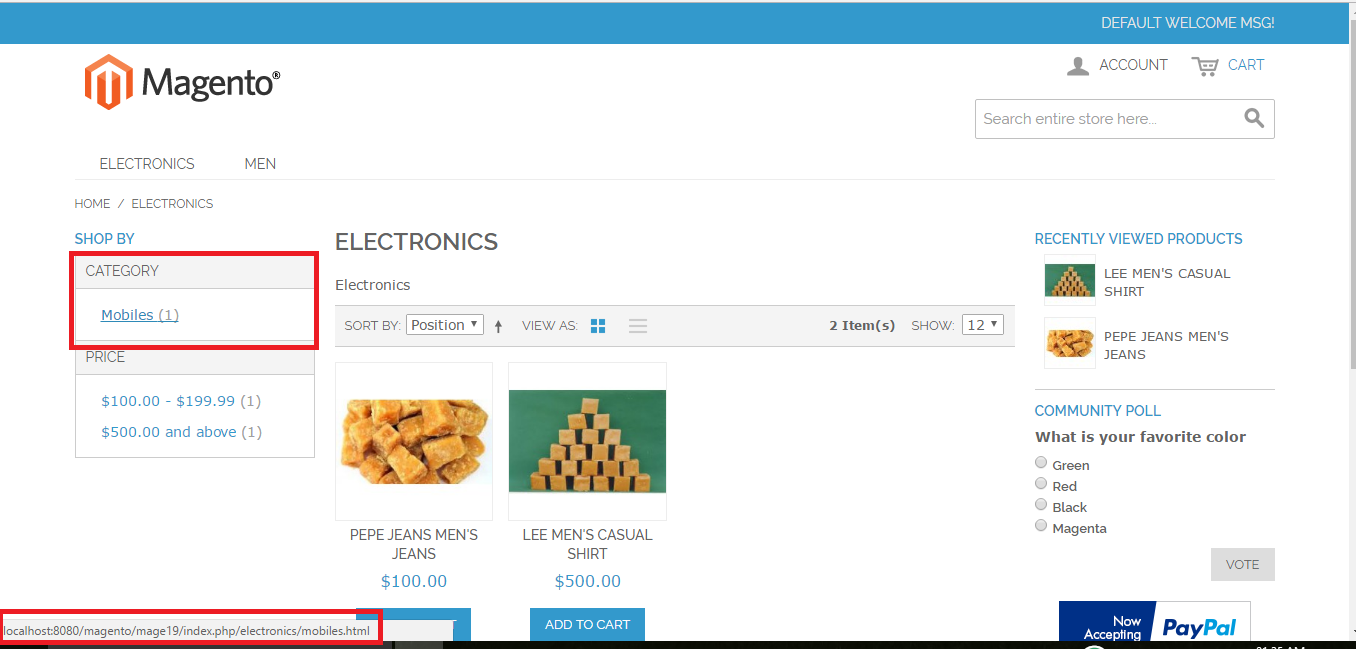 DEFAULT WELCOME MSG!
Magento®
ACCOUNT
CART
Search entire store here...
ELECTRONICS
MEN
HOME / ELECTRONICS
SHOP BY
CATEGORY
Mobiles (1)
PRICE
$100.00 - $199.99 (1)
$500.00 and above (1)
ELECTRONICS
Electronics
SORT BY: Position
VIEW AS:
2 Item(s)
SHOW: 12
PEPE JEANS MEN'S
JEANS
$100.00
LEE MEN'S CASUAL
SHIRT
$500.00
ADD TO CART
RECENTLY VIEWED PRODUCTS
LEE MEN'S CASUAL
SHIRT
PEPE JEANS MEN'S
JEANS
COMMUNITY POLL
What is your favorite color
Green
Red
Black
Magenta
VOTE
Now
Accepting
PayPal
localhost:8080/magento/mage19/index.php/electronics/mobiles.html